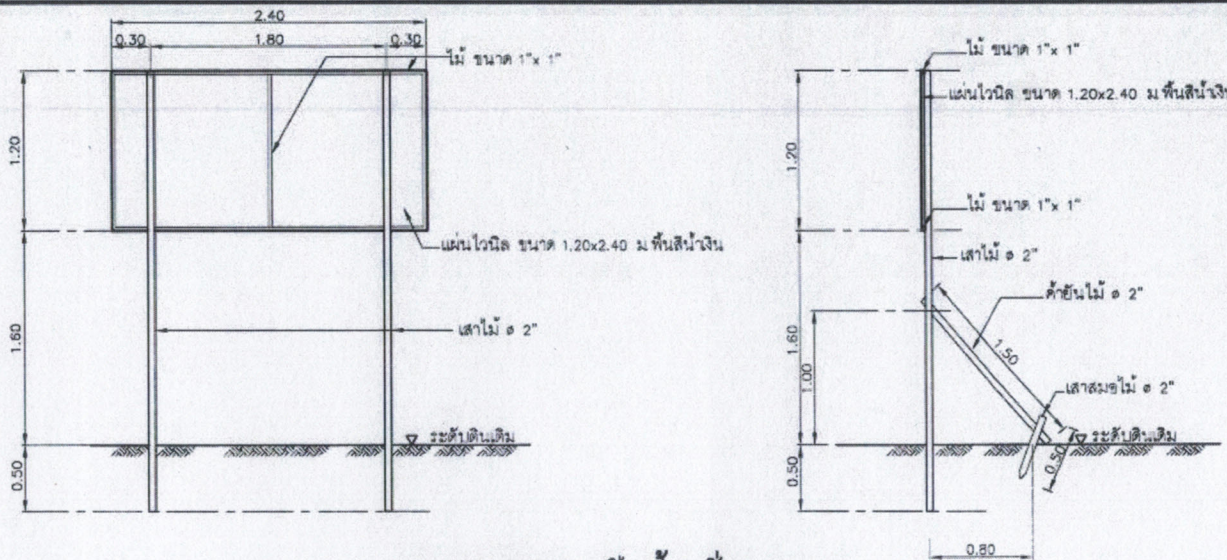 2.40
0.30 1.80 0.30
ไม้ ขนาด 1"x 1"
1.20
แผ่นไวนิล ขนาด 1.20x2.40 ม พื้นสีน้ำเงิน
1.60
เสาไม้ ø 2"
ระดับดินเดิม
0.50
ไม้ ขนาด 1"x 1"
แผ่นไวนิล ขนาด 1.20x2.40 ม พื้นสีน้ำเงิน
1.20
ไม้ ขนาด 1"x 1"
เสาไม้ ø 2"
ค้ำยันไม้ ø 2"
1.60
1.00
1.50
เสาสมอไม้ ø 2"
ระดับดินเดิม
0.50
0.50
0.80